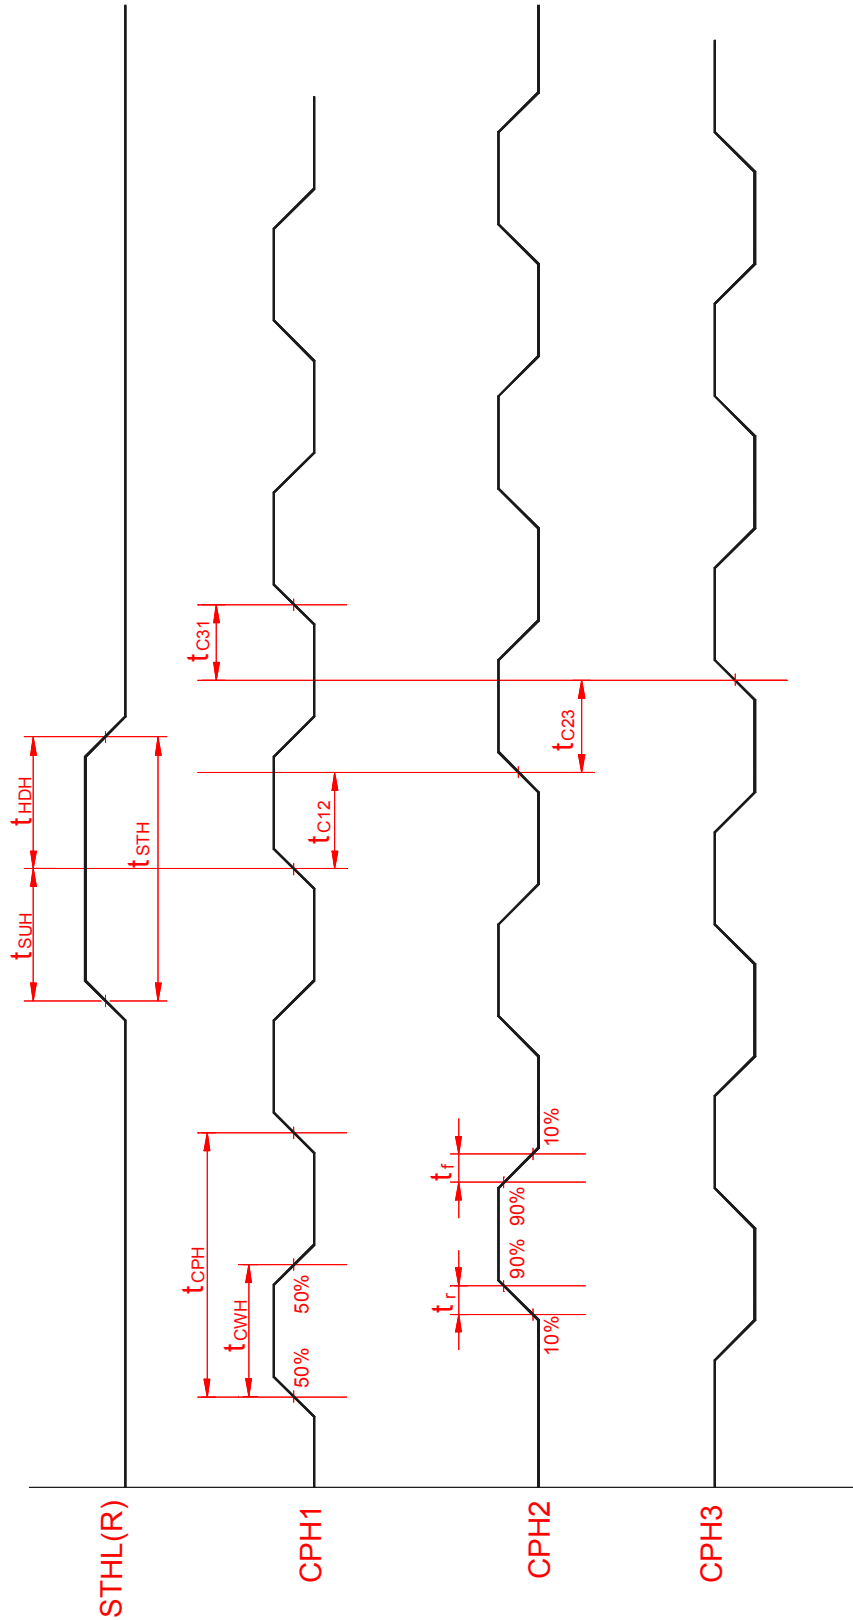 STHL(R)
tSUH
tHDH
tSTH
CPH1
tCPH
tCWH
50%
50%
tC12
tC31
CPH2
tr
tf
10%
90%
90%
10%
tC23
CPH3